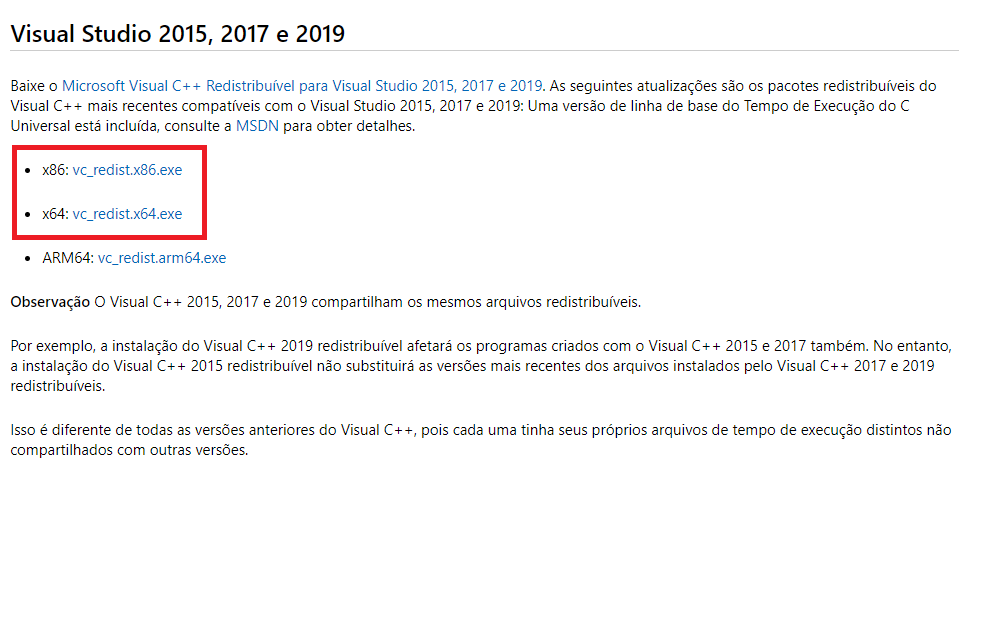 Visual Studio 2015, 2017 e 2019
Baixe o Microsoft Visual C++ Redistribuível para Visual Studio 2015, 2017 e 2019. As seguintes atualizações são os pacotes redistribuíveis do
Visual C++ mais recentes compatíveis com o Visual Studio 2015, 2017 e 2019: Uma versão de linha de base do Tempo de Execução do C
Universal está incluída, consulte a MSDN para obter detalhes.
• x86: vc_redist.x86.exe
• x64: vc_redist.x64.exe
• ARM64: vc_redist.arm64.exe
Observação O Visual C++ 2015, 2017 e 2019 compartilham os mesmos arquivos redistribuíveis.
Por exemplo, a instalação do Visual C++ 2019 redistribuível afetará os programas criados com o Visual C++ 2015 e 2017 também. No entanto,
a instalação do Visual C++ 2015 redistribuível não substituirá as versões mais recentes dos arquivos instalados pelo Visual C++ 2017 e 2019
redistribuíveis.
Isso é diferente de todas as versões anteriores do Visual C++, pois cada uma tinha seus próprios arquivos de tempo de execução distintos não
compartilhados com outras versões.